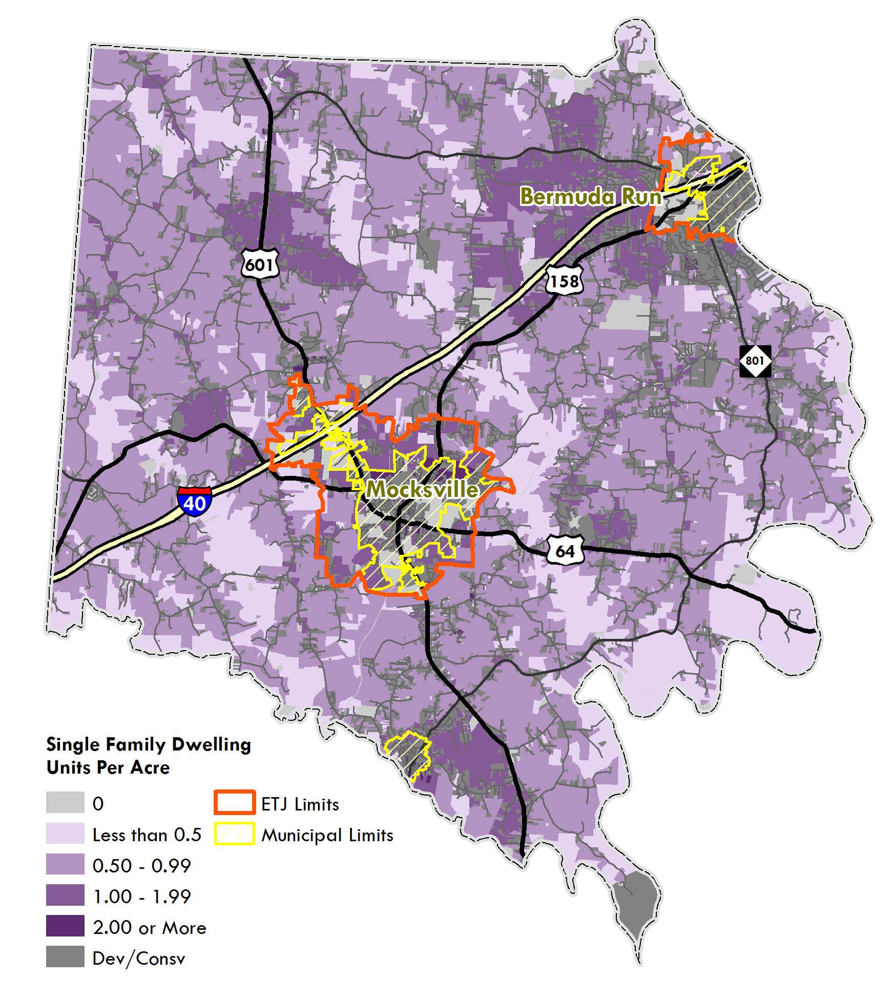 Bermuda Run
601
158
801
Mocksville
40
64
Single Family Dwelling
Units Per Acre
0
ETJ Limits
Less than 0.5
Municipal Limits
0.50 - 0.99
1.00 - 1.99
2.00 or More
Dev/Consv